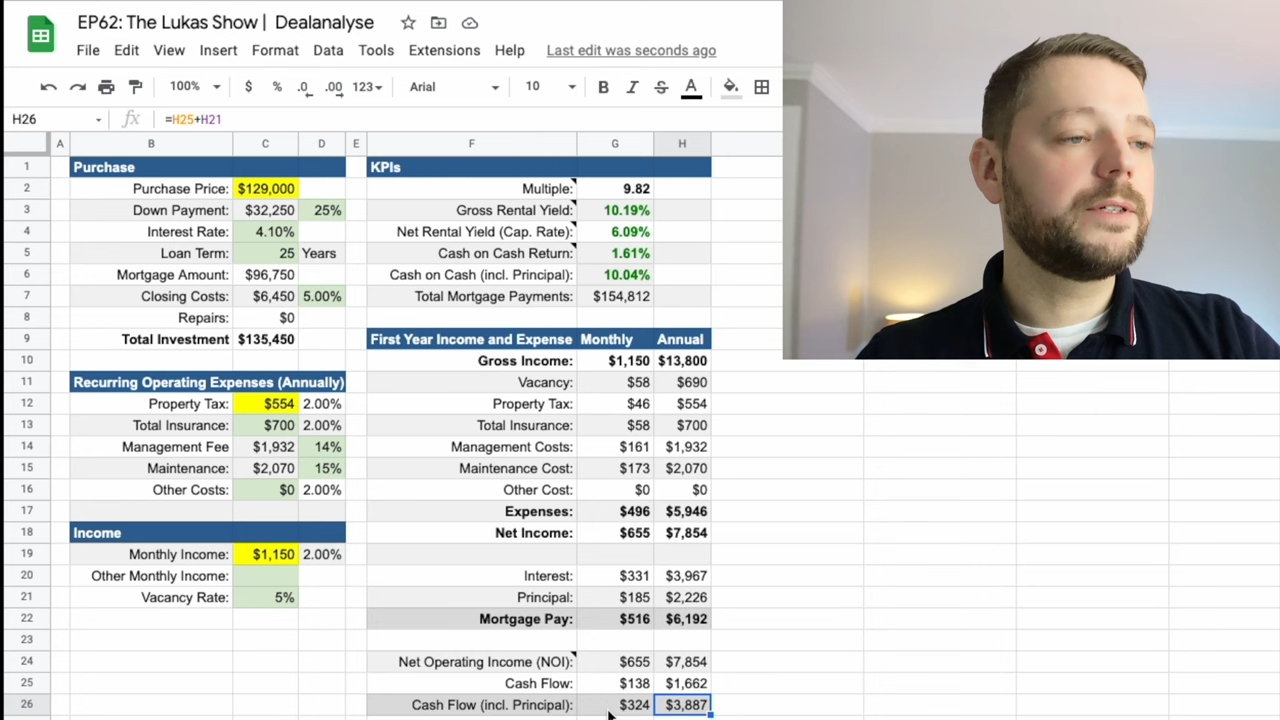 EP62: The Lukas Show | Dealanalyse
File Edit View Insert Format Data Tools Extensions Help Last edit was seconds ago
100% $ % .0 .00 123 Arial 10 B I S A
H26 fx =H25+H21
A B C D E F G H
1 Purchase KPIs
2 Purchase Price: $129,000 Multiple: 9.82
3 Down Payment: $32,250 25% Gross Rental Yield: 10.19%
4 Interest Rate: 4.10% Net Rental Yield (Cap. Rate): 6.09%
5 Loan Term: 25 Years Cash on Cash Return: 1.61%
6 Mortgage Amount: $96,750 Cash on Cash (incl. Principal): 10.04%
7 Closing Costs: $6,450 5.00% Total Mortgage Payments: $154,812
8 Repairs: $0
9 Total Investment $135,450 First Year Income and Expense Monthly Annual
10 Gross Income: $1,150 $13,800
11 Recurring Operating Expenses (Annually) Vacancy: $58 $690
12 Property Tax: $554 2.00% Property Tax: $46 $554
13 Total Insurance: $700 2.00% Total Insurance: $58 $700
14 Management Fee $1,932 14% Management Costs: $161 $1,932
15 Maintenance: $2,070 15% Maintenance Cost: $173 $2,070
16 Other Costs: $0 2.00% Other Cost: $0 $0
17 Expenses: $496 $5,946
18 Income Net Income: $655 $7,854
19 Monthly Income: $1,150 2.00%
20 Other Monthly Income: Interest: $331 $3,967
21 Vacancy Rate: 5% Principal: $185 $2,226
22 Mortgage Pay: $516 $6,192
23
24 Net Operating Income (NOI): $655 $7,854
25 Cash Flow: $138 $1,662
26 Cash Flow (incl. Principal): $324 $3,887